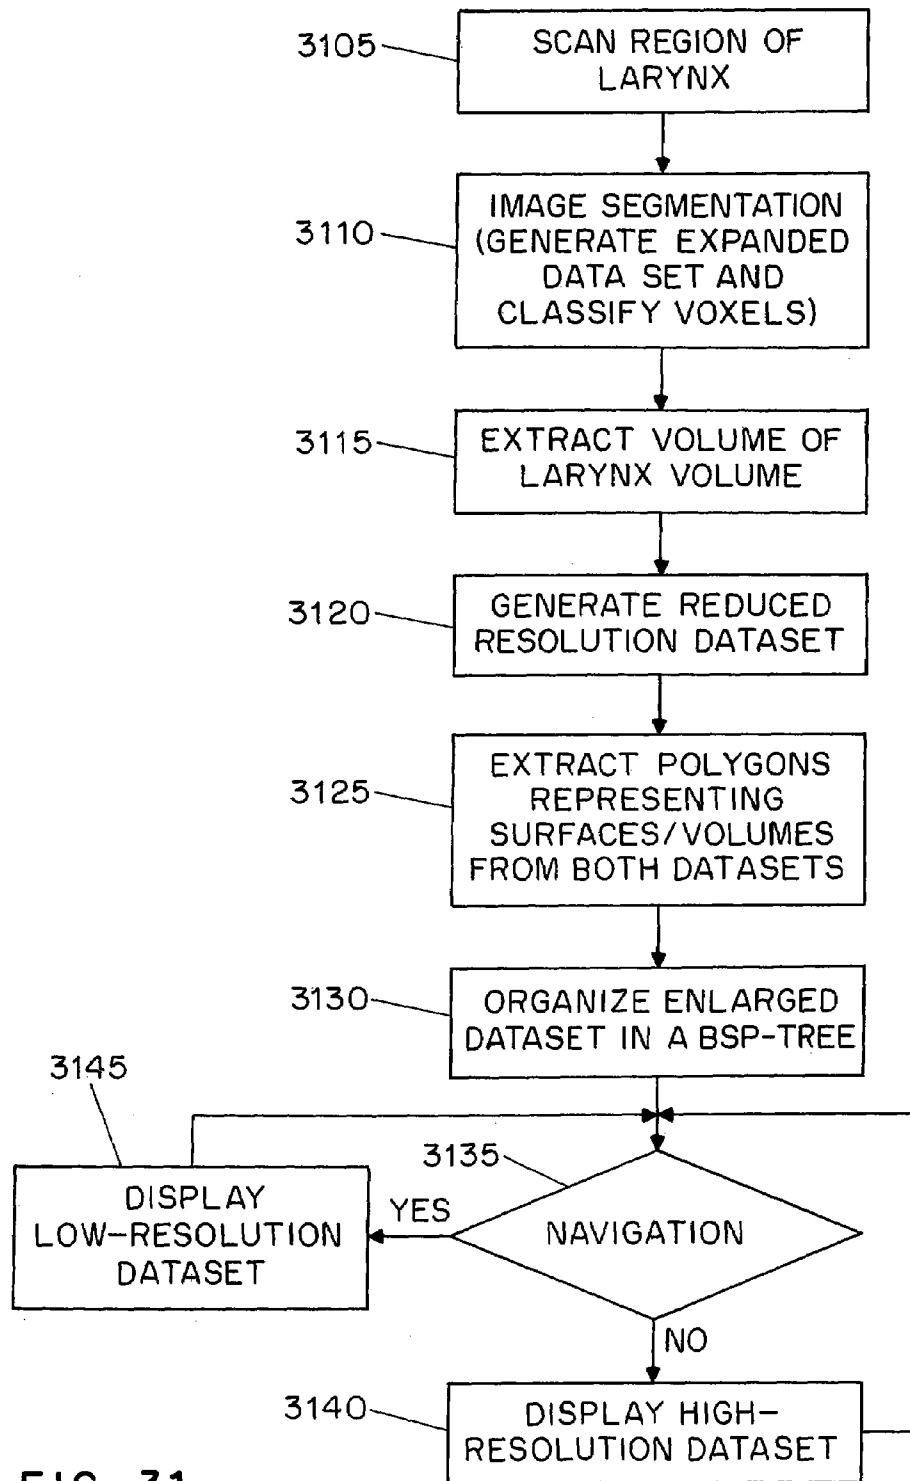 3105
SCAN REGION OF
LARYNX
3110
IMAGE SEGMENTATION
(GENERATE EXPANDED
DATA SET AND
CLASSIFY VOXELS)
3115
EXTRACT VOLUME OF
LARYNX VOLUME
3120
GENERATE REDUCED
RESOLUTION DATASET
3125
EXTRACT POLYGONS
REPRESENTING
SURFACES/VOLUMES
FROM BOTH DATASETS
3130
ORGANIZE ENLARGED
DATASET IN A BSP-TREE
3145
DISPLAY
LOW-RESOLUTION
DATASET
YES
3135
NAVIGATION
NO
3140
DISPLAY HIGH-
RESOLUTION DATASET
FIG. 31